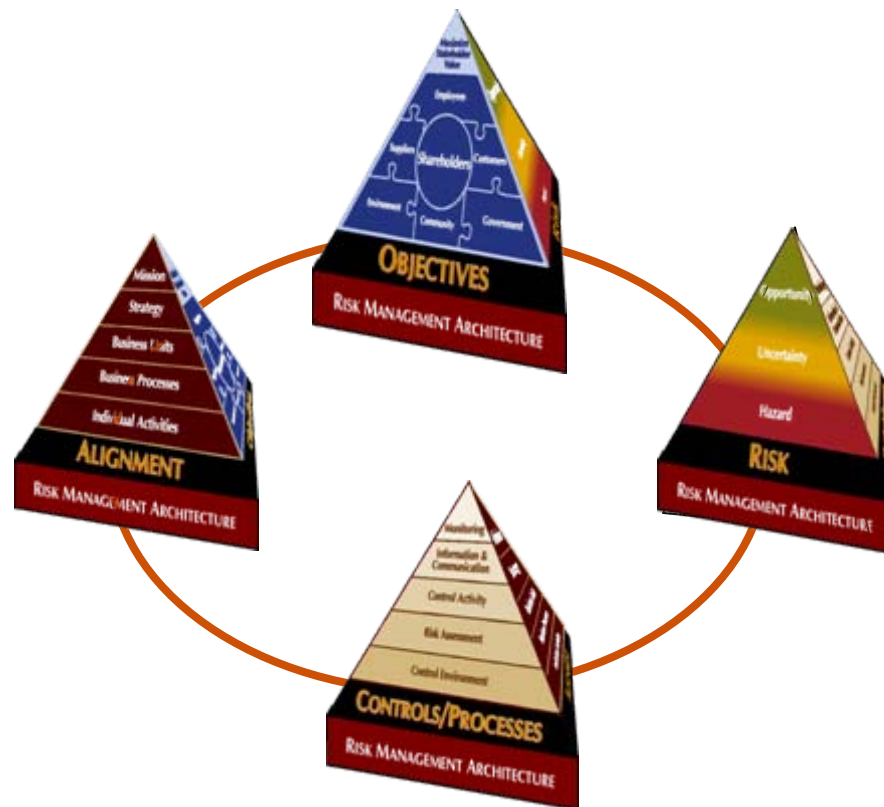 Maximize
Stakeholder
Value
Employees
Suppliers
Shareholders
Customers
Environment
Community
Government
OBJECTIVES
RISK MANAGEMENT ARCHITECTURE
Mission
Strategy
Business Units
Business Processes
Individual Activities
ALIGNMENT
RISK MANAGEMENT ARCHITECTURE
Opportunity
Uncertainty
Hazard
RISK
RISK MANAGEMENT ARCHITECTURE
Monitoring
Information &
Communication
Control Activity
Risk Assessment
Control Environment
CONTROLS/PROCESSES
RISK MANAGEMENT ARCHITECTURE